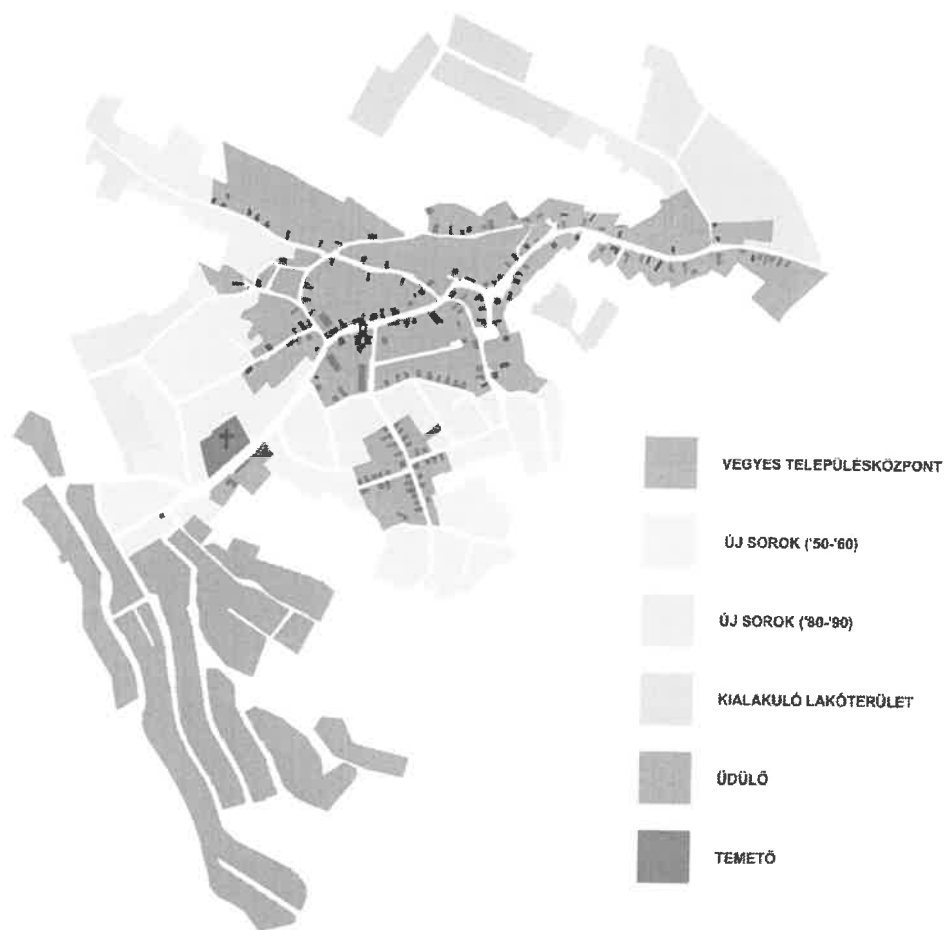 VEGYES TELEPÜLÉSKÖZPONT
ÚJ SOROK ('50-'60)
ÚJ SOROK ('80-'90)
KIALAKULÓ LAKÓTERÜLET
ÜDÜLŐ
TEMETŐ